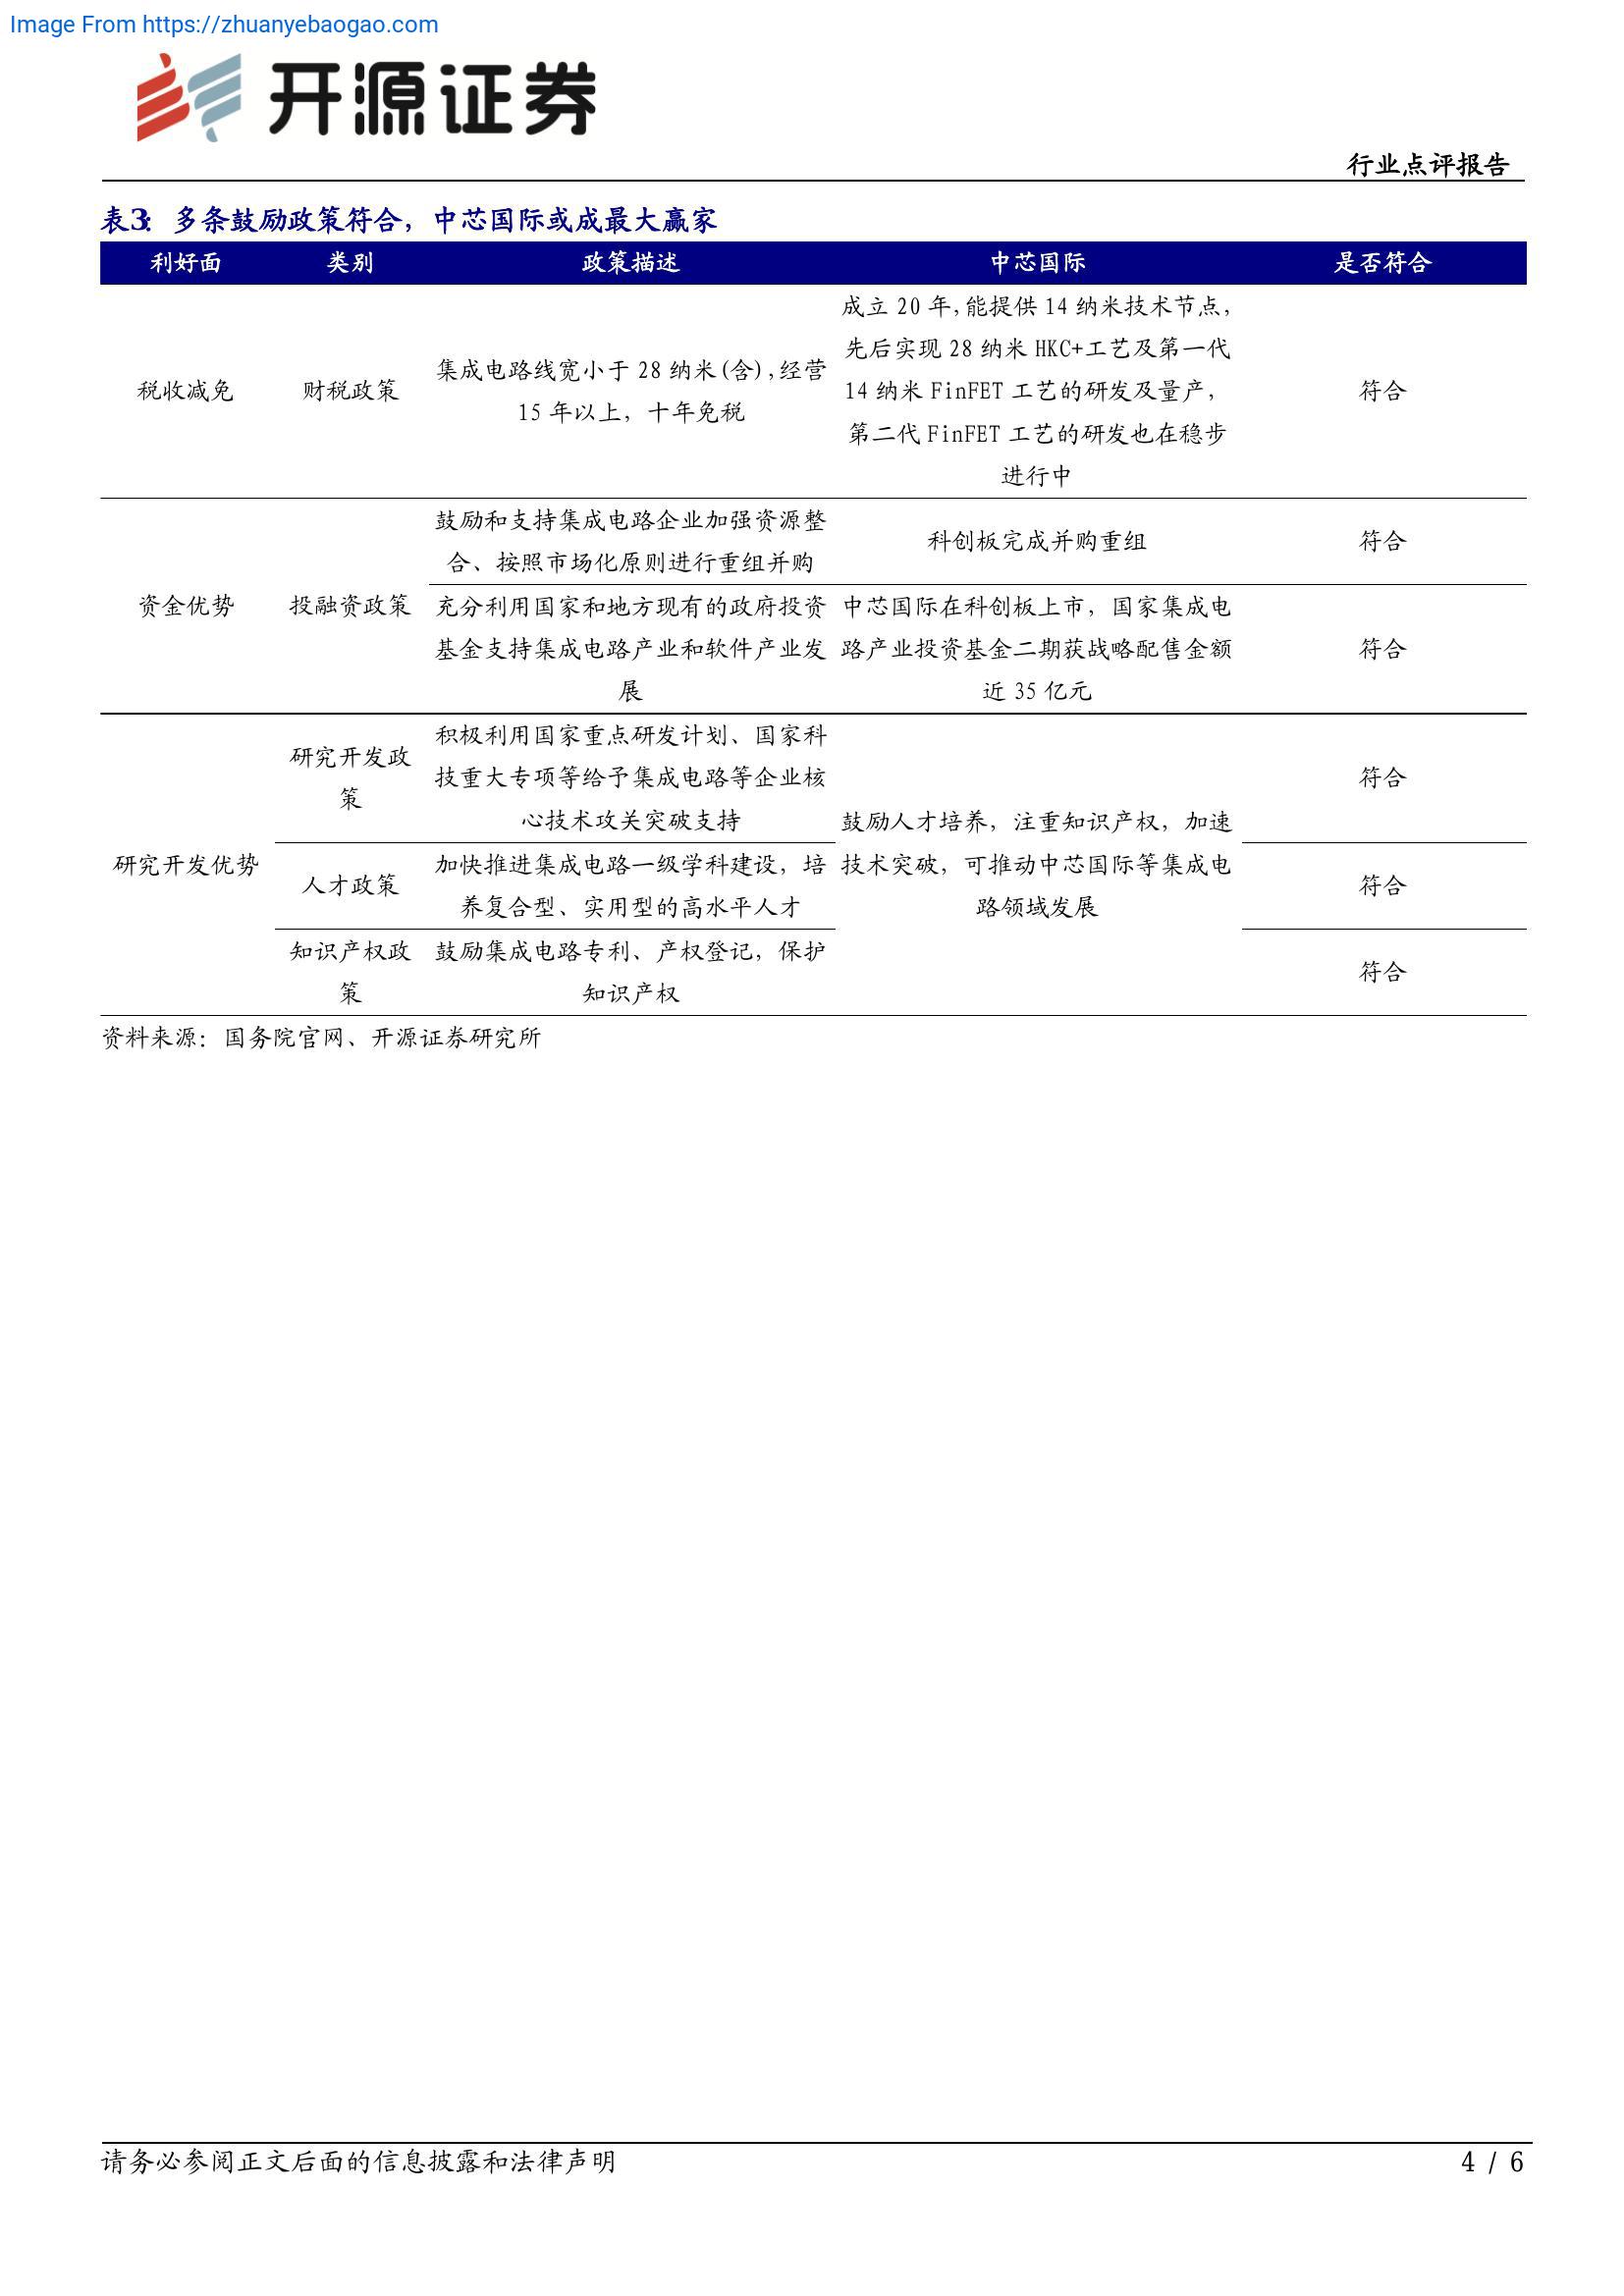 Image From https://zhuanyebaogao.com
开源证券
行业点评报告
表3： 多条鼓励政策符合，中芯国际或成最大赢家
利好面 类别 政策描述 中芯国际 是否符合
税收减免
财税政策
集成电路线宽小于 28 纳米(含),经营
15 年以上，十年免税
成立 20 年,能提供 14 纳米技术节点，
先后实现 28 纳米 HKC+工艺及第一代
14 纳米 FinFET 工艺的研发及量产，
第二代 FinFET 工艺的研发也在稳步
进行中
符合
资金优势
投融资政策
鼓励和支持集成电路企业加强资源整
合、按照市场化原则进行重组并购
科创板完成并购重组
符合
充分利用国家和地方现有的政府投资
基金支持集成电路产业和软件产业发
展
中芯国际在科创板上市，国家集成电
路产业投资基金二期获战略配售金额
近 35 亿元
符合
研究开发优势
研究开发政
策
积极利用国家重点研发计划、国家科
技重大专项等给予集成电路等企业核
心技术攻关突破支持
鼓励人才培养，注重知识产权，加速
技术突破，可推动中芯国际等集成电
路领域发展
符合
人才政策
加快推进集成电路一级学科建设，培
养复合型、实用型的高水平人才
符合
知识产权政
策
鼓励集成电路专利、产权登记，保护
知识产权
符合
资料来源：国务院官网、开源证券研究所
请务必参阅正文后面的信息披露和法律声明
4 / 6